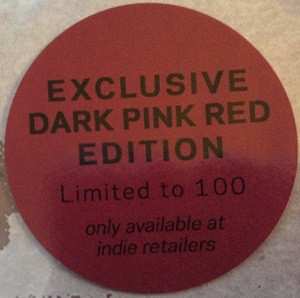 EXCLUSIVE
DARK PINK RED
EDITION
Limited to 100
only available at
indie retailers